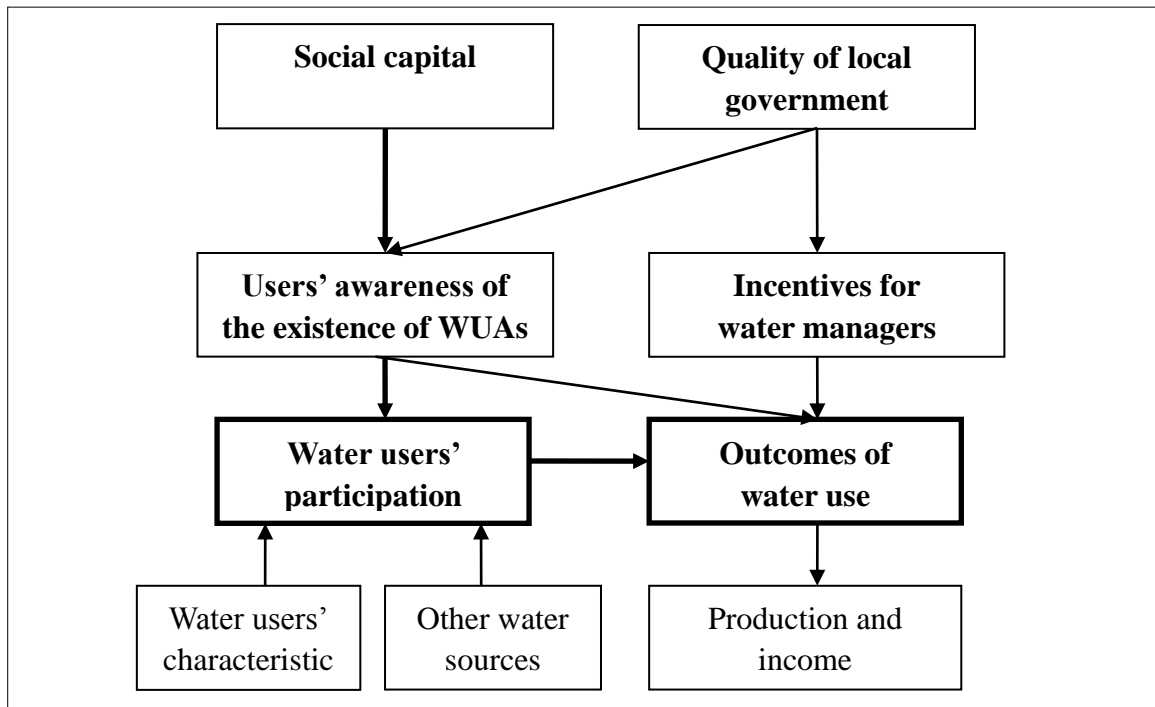 Social capital
Quality of local
government
Users’ awareness of
the existence of WUAs
Incentives for
water managers
Water users’
participation
Outcomes of
water use
Water users’
characteristic
Other water
sources
Production and
income